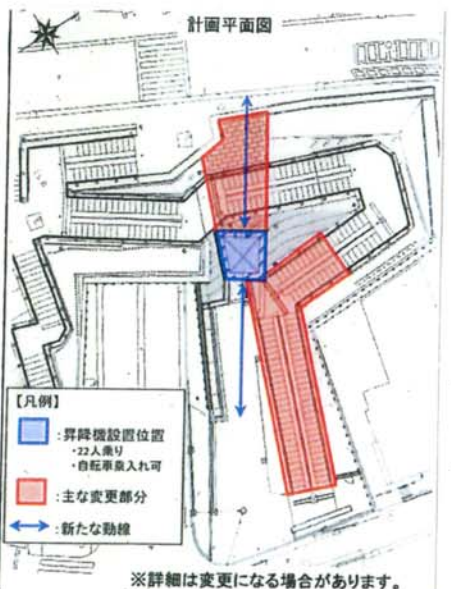 計画平面図
【凡例】
:昇降機設置位置
・22人乗り
・自転車乗入れ可
:主な変更部分
:新たな動線
※詳細は変更になる場合があります。